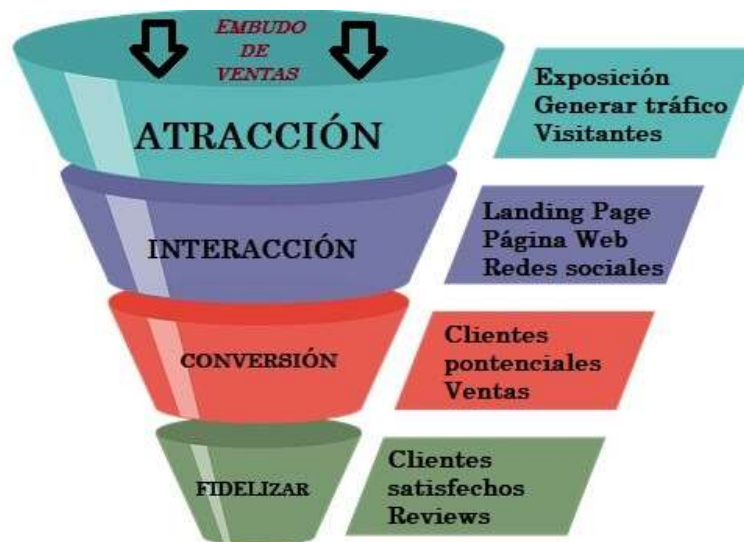 EMBUDO
DE
VENTAS
ATRACCIÓN
Exposición
Generar tráfico
Visitantes
INTERACCIÓN
Landing Page
Página Web
Redes sociales
CONVERSIÓN
Clientes
pontenciales
Ventas
FIDELIZAR
Clientes
satisfechos
Reviews